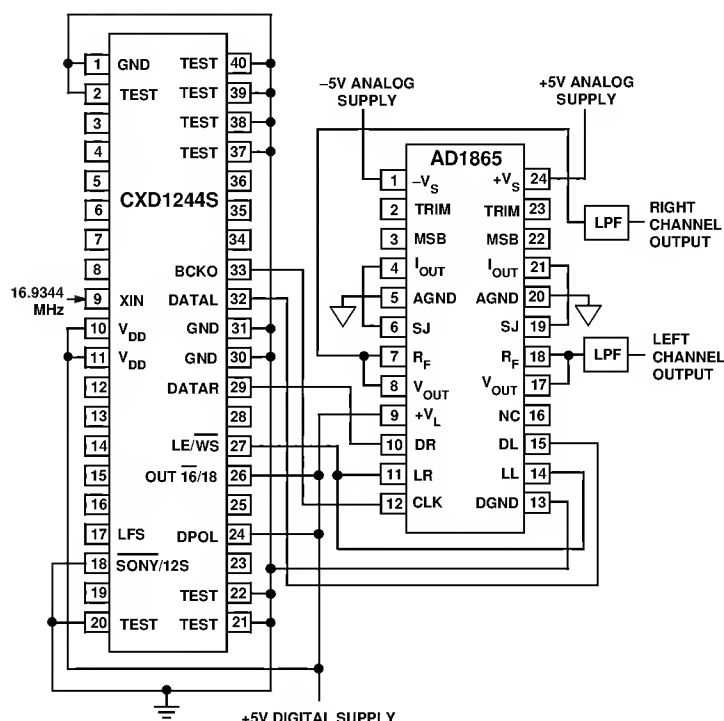 CXD1244S
1 GND
2 TEST
3
4
5
6
7
8
16.9344 MHz
9 XIN
10 VDD
11 VDD
12
13
14
15
16
17 LFS
18 SONY/12S
19
20 TEST
TEST 40
TEST 39
TEST 38
TEST 37
36
35
34
BCKO 33
DATAL 32
GND 31
GND 30
DATAR 29
28
LE/WS 27
OUT 16/18 26
25
DPOL 24
23
TEST 22
TEST 21
–5V ANALOG
SUPPLY
+5V ANALOG
SUPPLY
AD1865
1 –VS
2 TRIM
3 MSB
4 IOUT
5 AGND
6 SJ
7 RF
8 VOUT
9 +VL
10 DR
11 LR
12 CLK
+VS 24
TRIM 23
MSB 22
IOUT 21
AGND 20
SJ 19
RF 18
VOUT 17
NC 16
DL 15
LL 14
DGND 13
LPF
RIGHT
CHANNEL
OUTPUT
LPF
LEFT
CHANNEL
OUTPUT
+5V DIGITAL SUPPLY